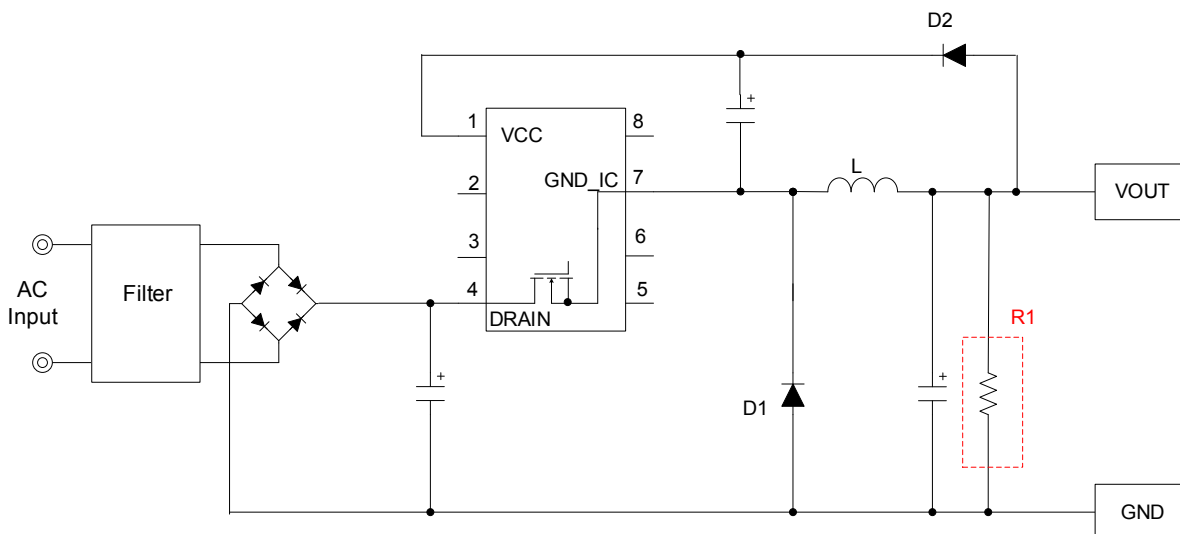 D2
+
1
VCC
8
2
GND_IC
7
L
VOUT
3
6
AC
Input
Filter
4
DRAIN
5
R1
+
+
D1
GND